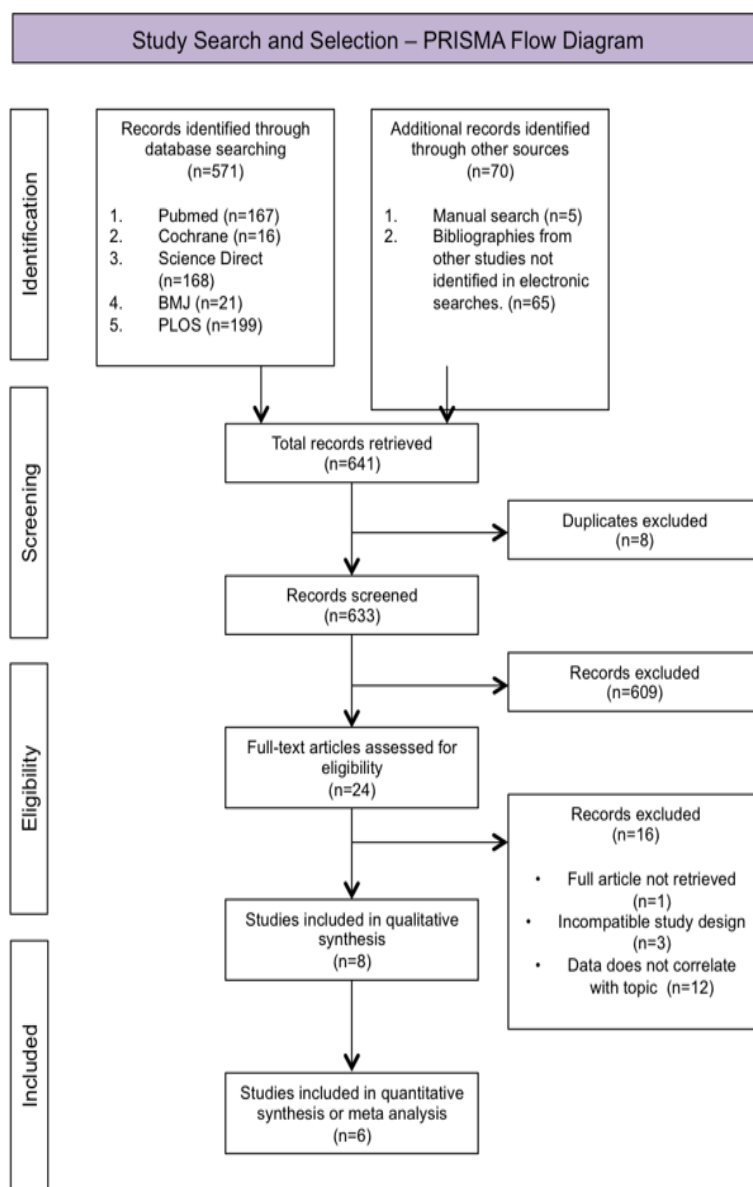 Study Search and Selection – PRISMA Flow Diagram
Identification
Records identified through
database searching
(n=571)
1. Pubmed (n=167)
2. Cochrane (n=16)
3. Science Direct
(n=168)
4. BMJ (n=21)
5. PLOS (n=199)
Additional records identified
through other sources
(n=70)
1. Manual search (n=5)
2. Bibliographies from
other studies not
identified in electronic
searches. (n=65)
Screening
Total records retrieved
(n=641)
Duplicates excluded
(n=8)
Records screened
(n=633)
Records excluded
(n=609)
Eligibility
Full-text articles assessed for
eligibility
(n=24)
Records excluded
(n=16)
• Full article not retrieved
(n=1)
• Incompatible study design
(n=3)
• Data does not correlate
with topic (n=12)
Studies included in qualitative
synthesis
(n=8)
Included
Studies included in quantitative
synthesis or meta analysis
(n=6)